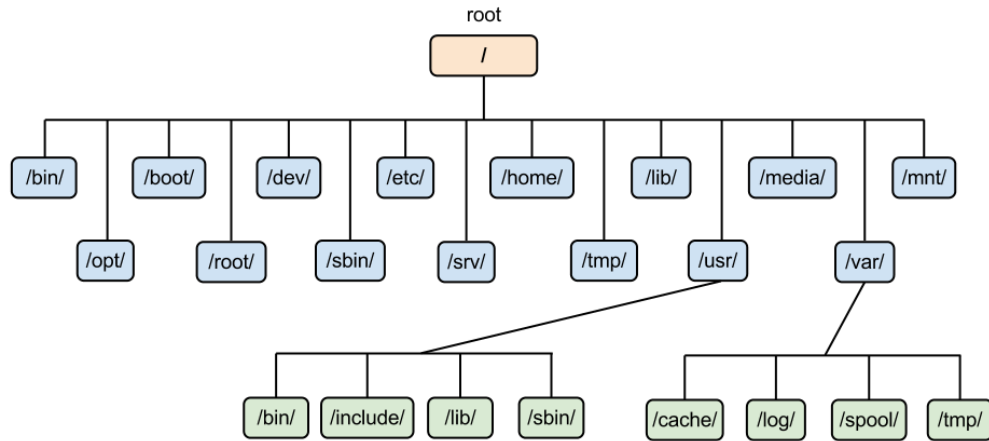 root
/
/bin/ /boot/ /dev/ /etc/ /home/ /lib/ /media/ /mnt/
/opt/ /root/ /sbin/ /srv/ /tmp/ /usr/ /var/
/bin/ /include/ /lib/ /sbin/ /cache/ /log/ /spool/ /tmp/